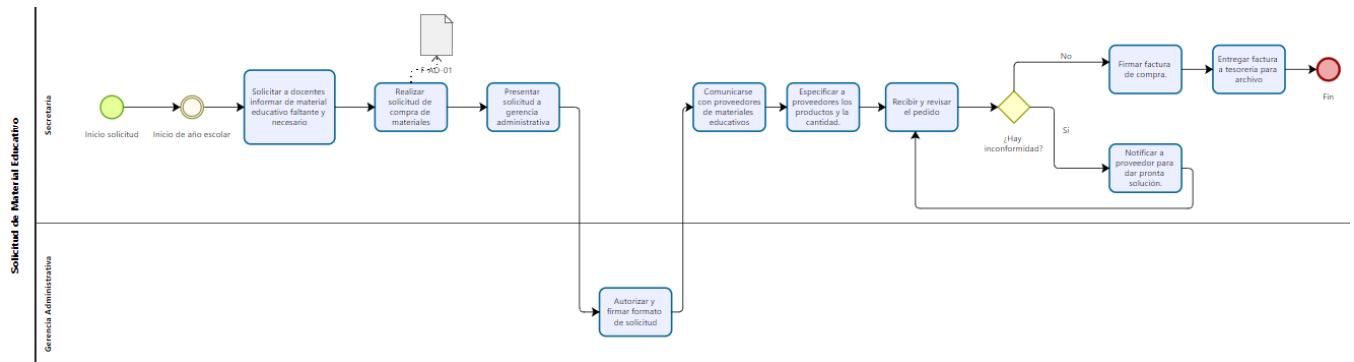 Solicitud de Material Educativo
Secretaria
Inicio solicitud
Inicio de año escolar
Solicitar a docentes
informar de material
educativo faltante y
necesario
F-AD-01
Realizar
solicitud de
compra de
materiales
Presentar
solicitud a
gerencia
administrativa
Comunicarse
con proveedores
de materiales
educativos
Especificar a
proveedores los
productos y la
cantidad.
Recibir y revisar
el pedido
¿Hay
inconformidad?
No
Firmar factura
de compra.
Entregar factura
a tesoreria para
archivo
Fin
Si
Notificar a
proveedor para
dar pronta
solución.
Gerencia Administrativa
Autorizar y
firmar formato
de solicitud